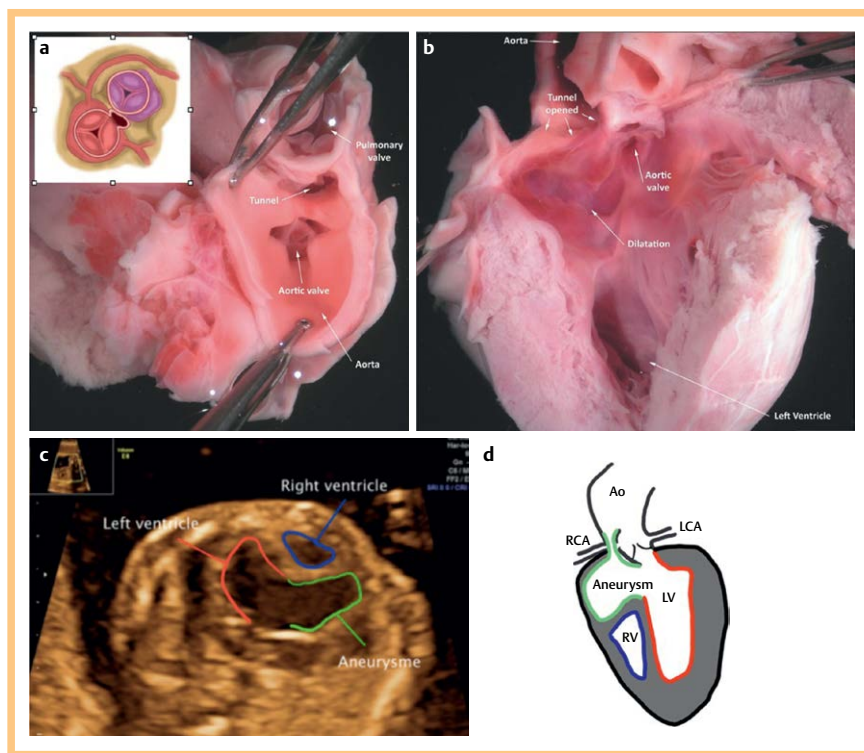 a
Pulmonary
valve
Tunnel
Aortic valve
Aorta
b
Aorta
Tunnel
opened
Aortic
valve
Dilatation
Left Ventricle
c
Right ventricle
Left ventricle
Aneurysme
d
Ao
RCA
LCA
Aneurysm
LV
RV